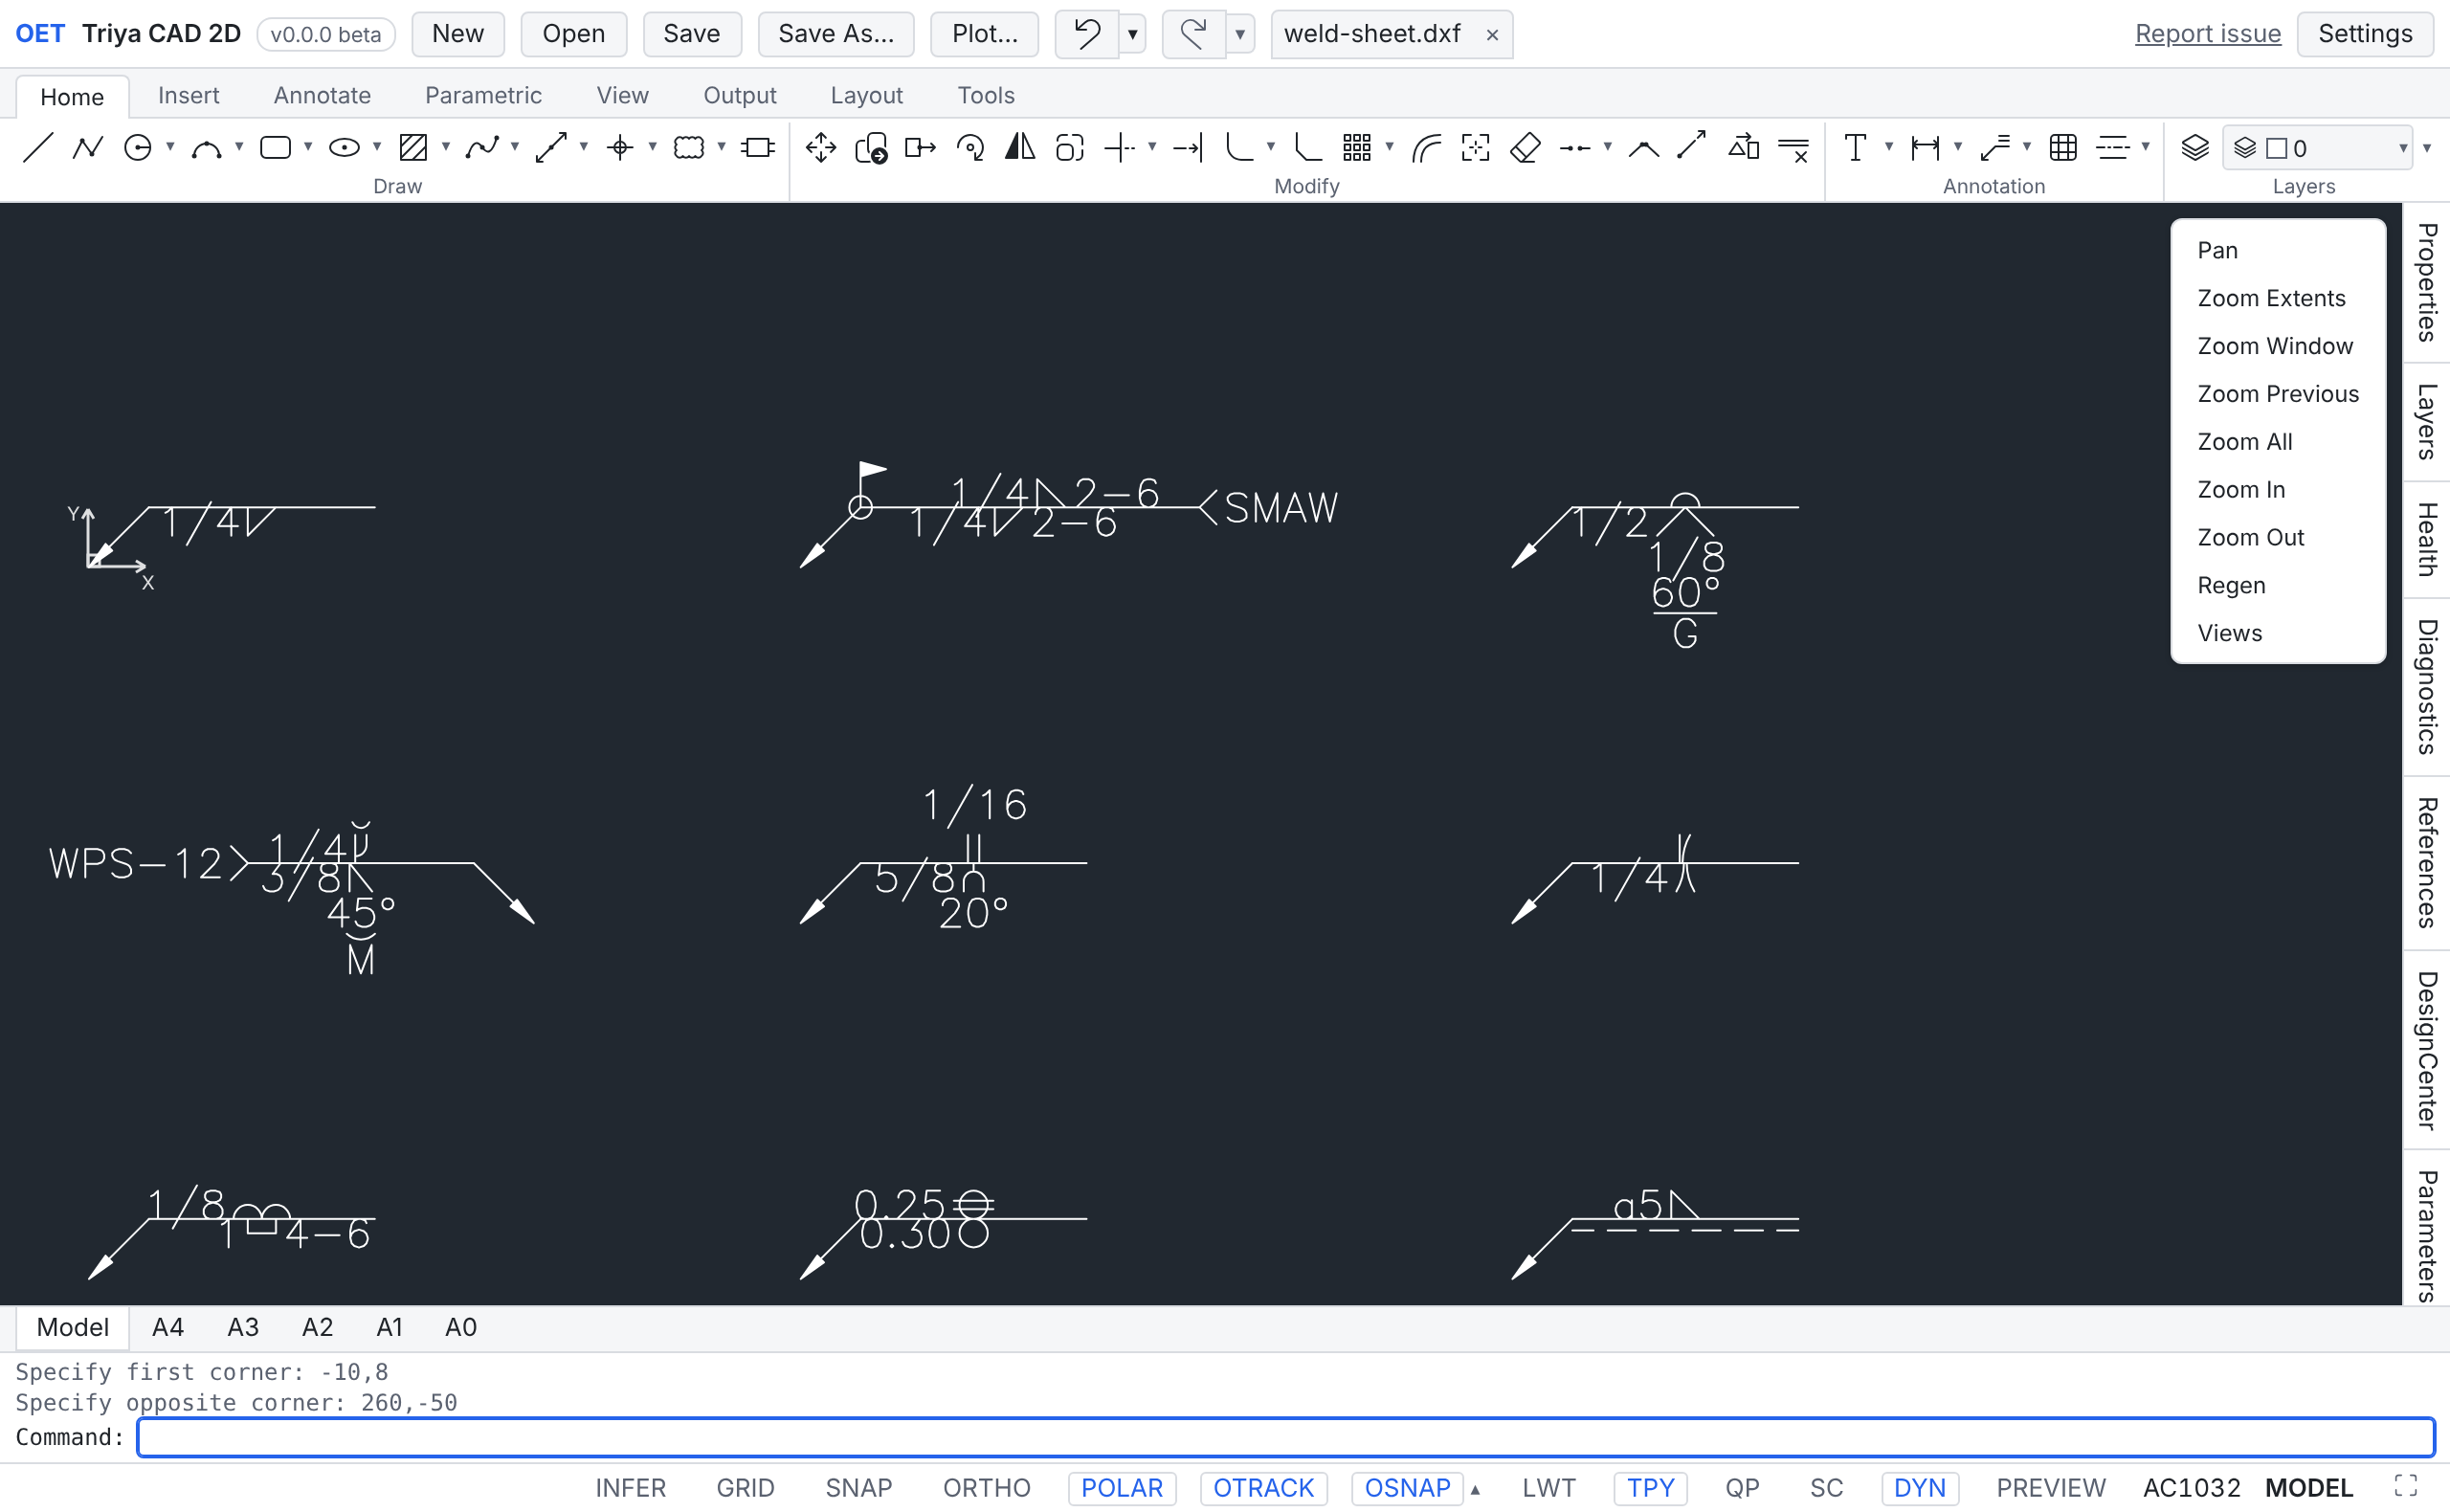 OET Triya CAD 2D v0.0.0 beta New Open Save Save As... Plot... weld-sheet.dxf × Report issue Settings
Home Insert Annotate Parametric View Output Layout Tools
0
Draw Modify Annotation Layers
Pan
Zoom Extents
Zoom Window
Zoom Previous
Zoom All
Zoom In
Zoom Out
Regen
Views
Properties
Layers
Health
Diagnostics
References
DesignCenter
Parameters
Y
X
1/4
1/4 2-6
1/4 2-6
SMAW
1/2
1/8
60°
G
WPS-12
1/4
3/8
45°
M
1/16
5/8
20°
1/4
1/8
1 4-6
0.25
0.30
a5
Model A4 A3 A2 A1 A0
Specify first corner: -10,8
Specify opposite corner: 260,-50
Command:
INFER GRID SNAP ORTHO POLAR OTRACK OSNAP LWT TPY QP SC DYN PREVIEW AC1032 MODEL